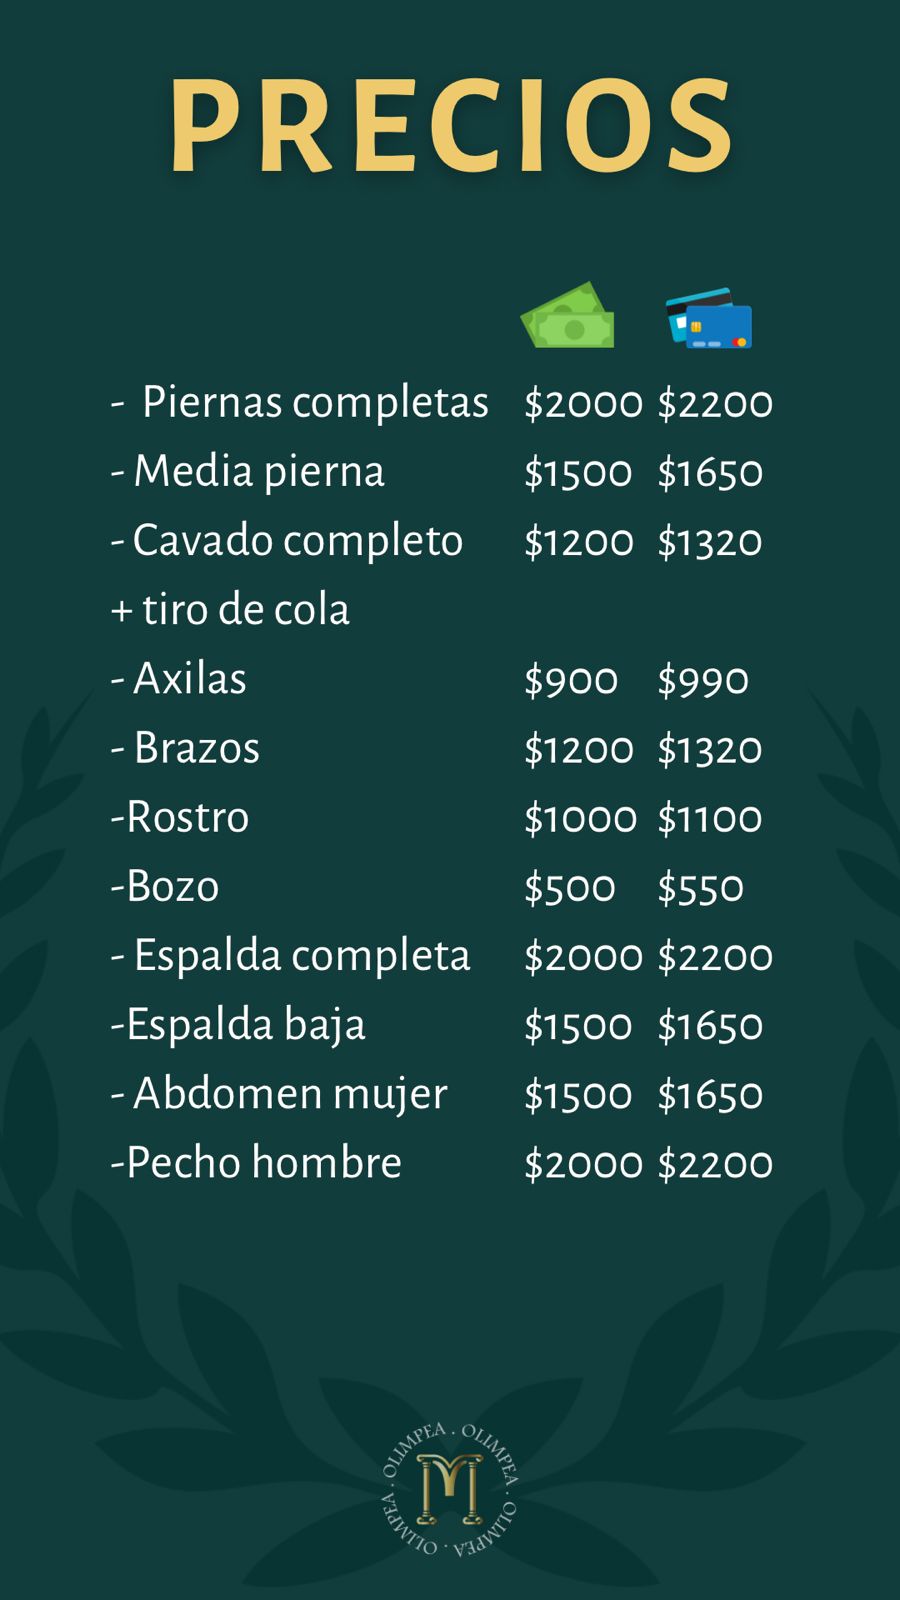 PRECIOS
- Piernas completas $2000 $2200
- Media pierna $1500 $1650
- Cavado completo $1200 $1320
+ tiro de cola
- Axilas $900 $990
- Brazos $1200 $1320
-Rostro $1000 $1100
-Bozo $500 $550
- Espalda completa $2000 $2200
-Espalda baja $1500 $1650
- Abdomen mujer $1500 $1650
-Pecho hombre $2000 $2200
OLIMPEA . OLIMPEA . OLIMPEA . OLIMPEA .
M